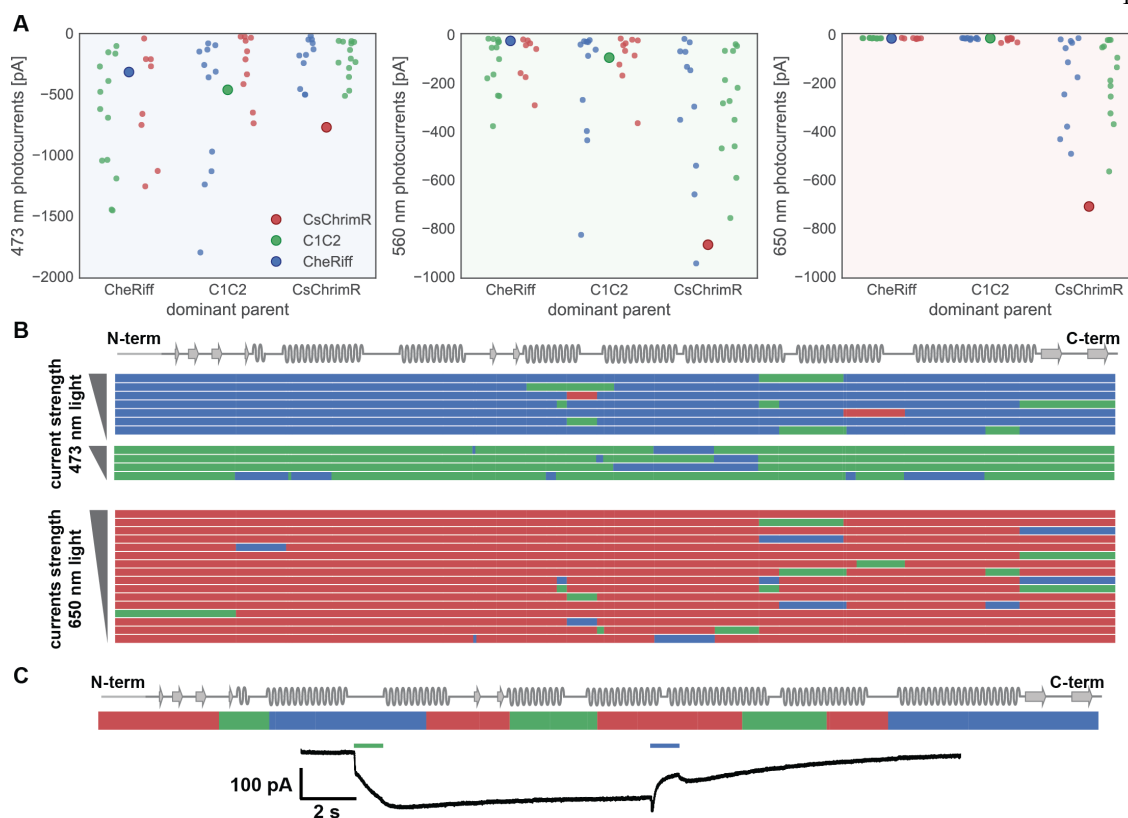 A
0
−500
−1000
−1500
−2000
473 nm photocurrents [pA]
CsChrimR
C1C2
CheRiff
CheRiff
C1C2
CsChrimR
dominant parent
0
−200
−400
−600
−800
−1000
560 nm photocurrents [pA]
CheRiff
C1C2
CsChrimR
dominant parent
0
−200
−400
−600
−800
−1000
650 nm photocurrents [pA]
CheRiff
C1C2
CsChrimR
dominant parent
B
N-term
C-term
current strength
473 nm light
currents strength
650 nm light
C
N-term
C-term
100 pA
2 s